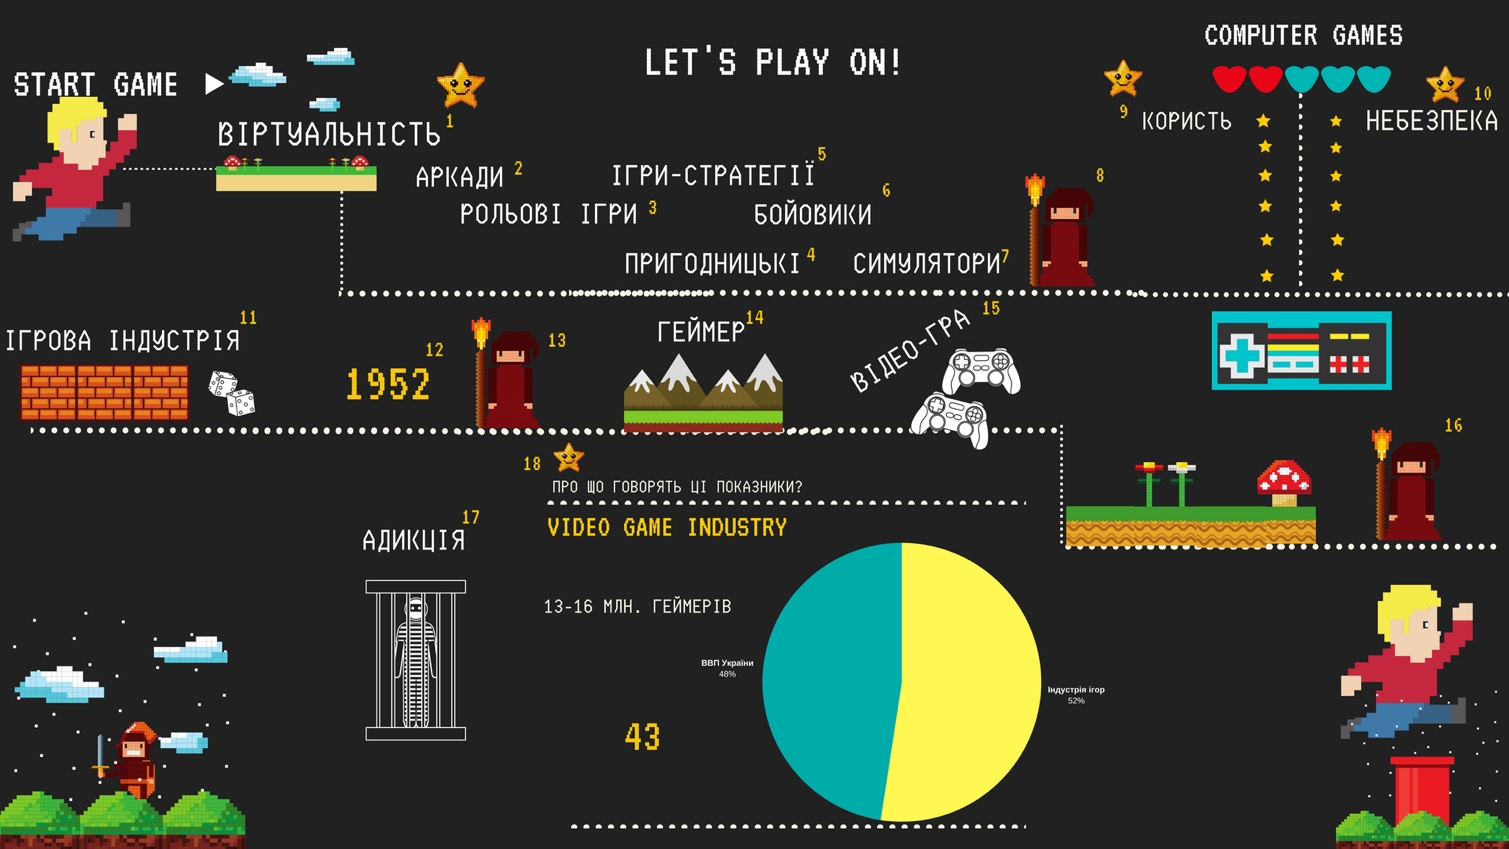 START GAME
LET'S PLAY ON!
COMPUTER GAMES
ВІРТУАЛЬНІСТЬ 1
9 КОРИСТЬ
НЕБЕЗПЕКА 10
АРКАДИ 2
ІГРИ-СТРАТЕГІЇ 5
РОЛЬОВІ ІГРИ 3
БОЙОВИКИ 6
ПРИГОДНИЦЬКІ 4
СИМУЛЯТОРИ 7
8
ІГРОВА ІНДУСТРІЯ 11
1952 12
13
ГЕЙМЕР 14
ВІДЕО-ГРА 15
16
АДИКЦІЯ 17
18
ПРО ЩО ГОВОРЯТЬ ЦІ ПОКАЗНИКИ?
VIDEO GAME INDUSTRY
13-16 МЛН. ГЕЙМЕРІВ
ВВП України
48%
Індустрія ігор
52%
43